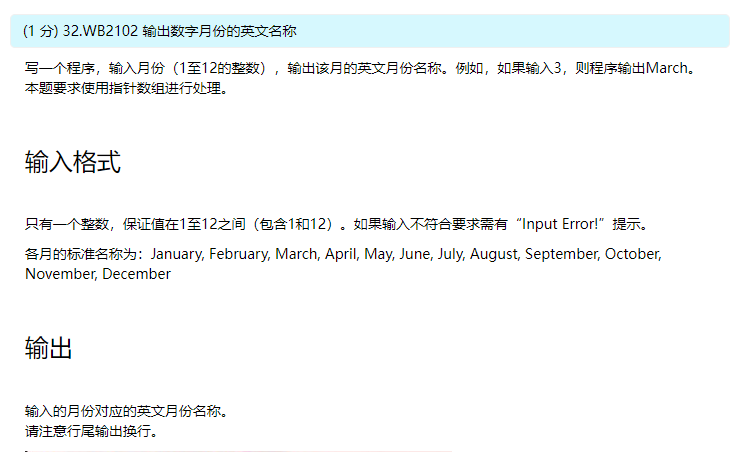 (1 分) 32.WB2102 输出数字月份的英文名称
写一个程序，输入月份（1至12的整数），输出该月的英文月份名称。例如，如果输入3，则程序输出March。
本题要求使用指针数组进行处理。
输入格式
只有一个整数，保证值在1至12之间（包含1和12）。如果输入不符合要求需有“Input Error!”提示。
各月的标准名称为：January, February, March, April, May, June, July, August, September, October,
November, December
输出
输入的月份对应的英文月份名称。
请注意行尾输出换行。